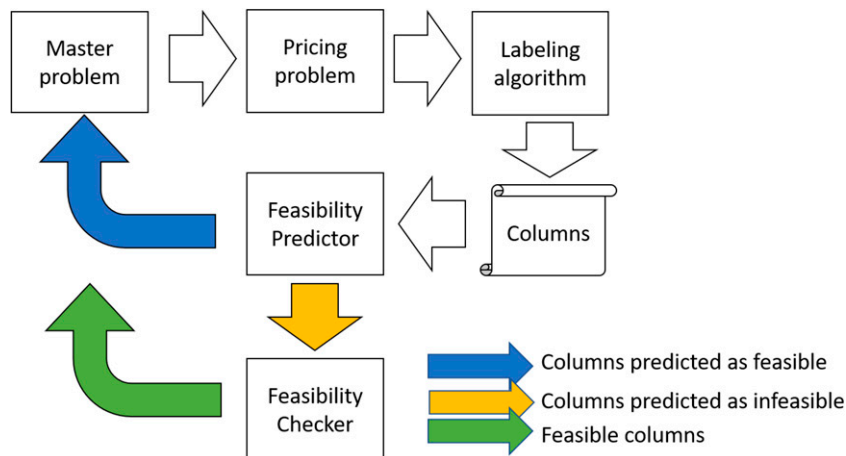 Master
problem
Pricing
problem
Labeling
algorithm
Feasibility
Predictor
Columns
Feasibility
Checker
Columns predicted as feasible
Columns predicted as infeasible
Feasible columns